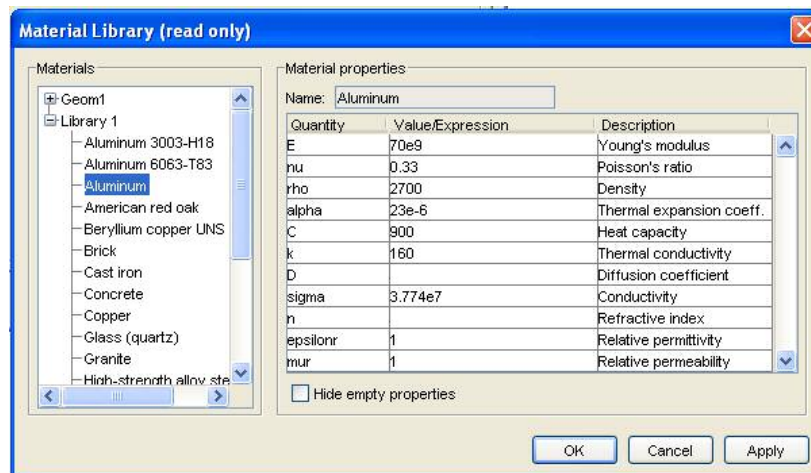 Material Library (read only)
Materials
Geom1
Library 1
Aluminum 3003-H18
Aluminum 6063-T83
Aluminum
American red oak
Beryllium copper UNS
Brick
Cast iron
Concrete
Copper
Glass (quartz)
Granite
High-strength alloy ste
Material properties
Name: Aluminum
Quantity Value/Expression Description
E 70e9 Young's modulus
nu 0.33 Poisson's ratio
rho 2700 Density
alpha 23e-6 Thermal expansion coeff.
C 900 Heat capacity
k 160 Thermal conductivity
D Diffusion coefficient
sigma 3.774e7 Conductivity
n Refractive index
epsilonr 1 Relative permittivity
mur 1 Relative permeability
Hide empty properties
OK Cancel Apply